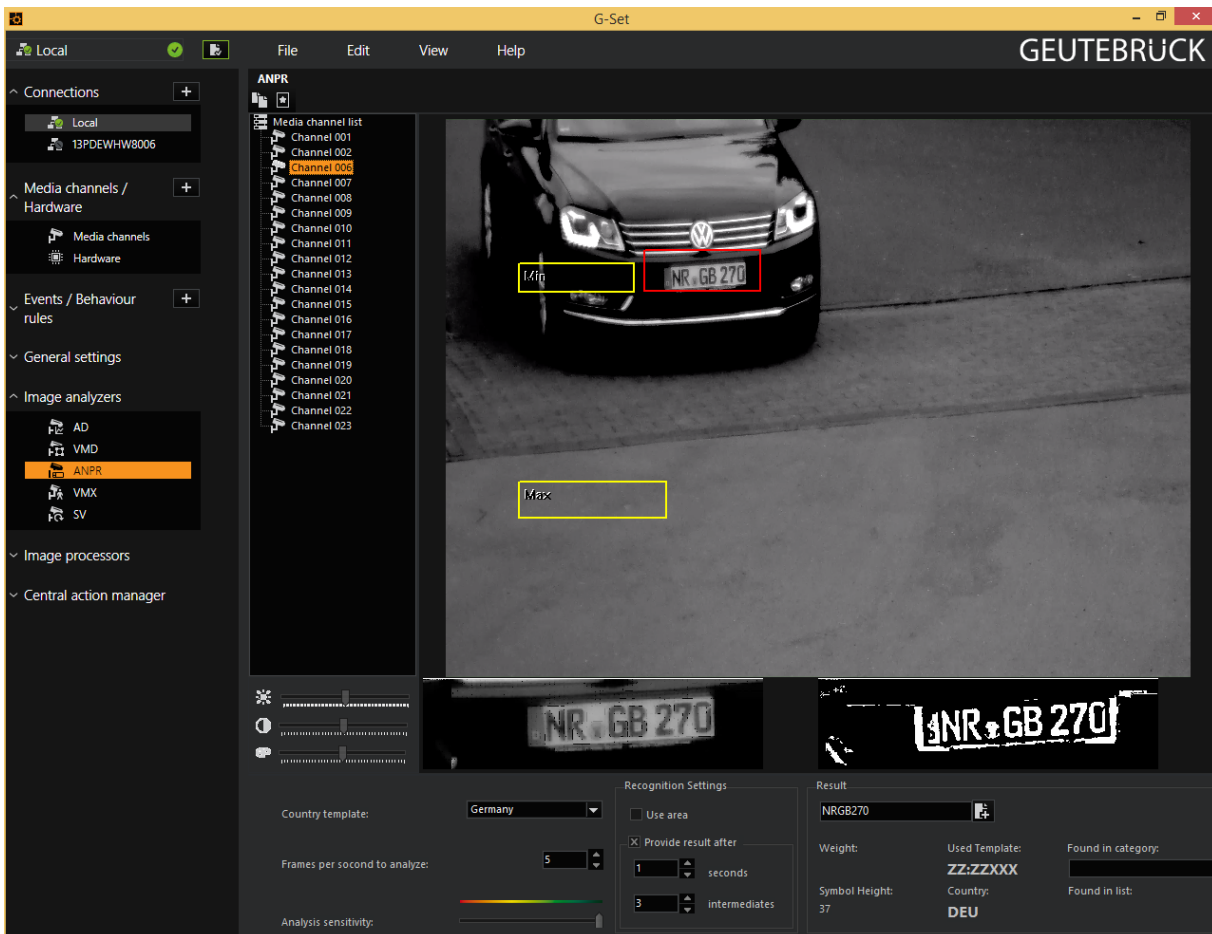 G-Set
Local
File Edit View Help
GEUTEBRÜCK
Connections
Local
13PDEWHW8006
Media channels /
Hardware
Media channels
Hardware
Events / Behaviour
rules
General settings
Image analyzers
AD
VMD
ANPR
VMX
SV
Image processors
Central action manager
ANPR
Media channel list
Channel 001
Channel 002
Channel 006
Channel 007
Channel 008
Channel 009
Channel 010
Channel 011
Channel 012
Channel 013
Channel 014
Channel 015
Channel 016
Channel 017
Channel 018
Channel 019
Channel 020
Channel 021
Channel 022
Channel 023
Min
NR GB 270
Max
NR GB 270
NR GB 270
Country template:
Germany
Frames per socond to analyze:
5
Analysis sensitivity:
Recognition Settings
Use area
Provide result after
1 seconds
3 intermediates
Result
NRGB270
Weight: Used Template: Found in category:
ZZ:ZZXXX
Symbol Height: Country: Found in list:
37 DEU